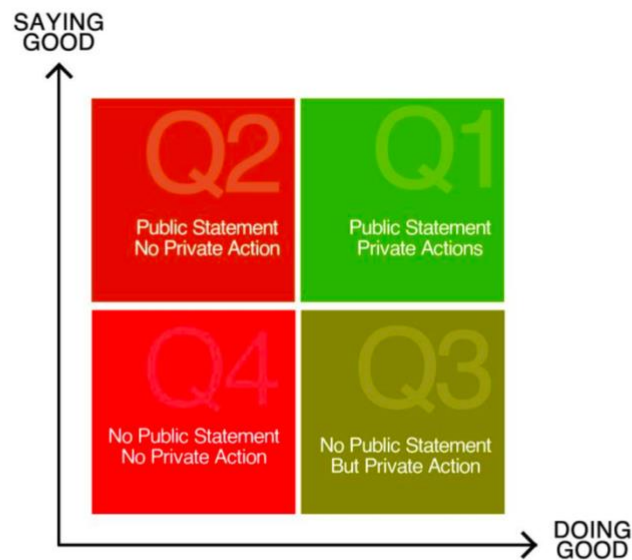 SAYING
GOOD
Q2
Public Statement
No Private Action
Q1
Public Statement
Private Actions
Q4
No Public Statement
No Private Action
Q3
No Public Statement
But Private Action
DOING
GOOD